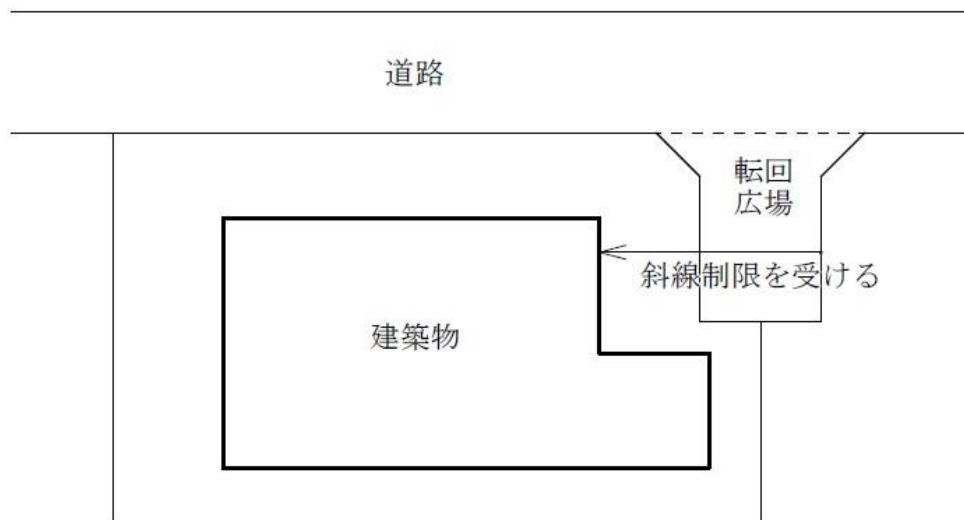 道路
転回
広場
斜線制限を受ける
建築物